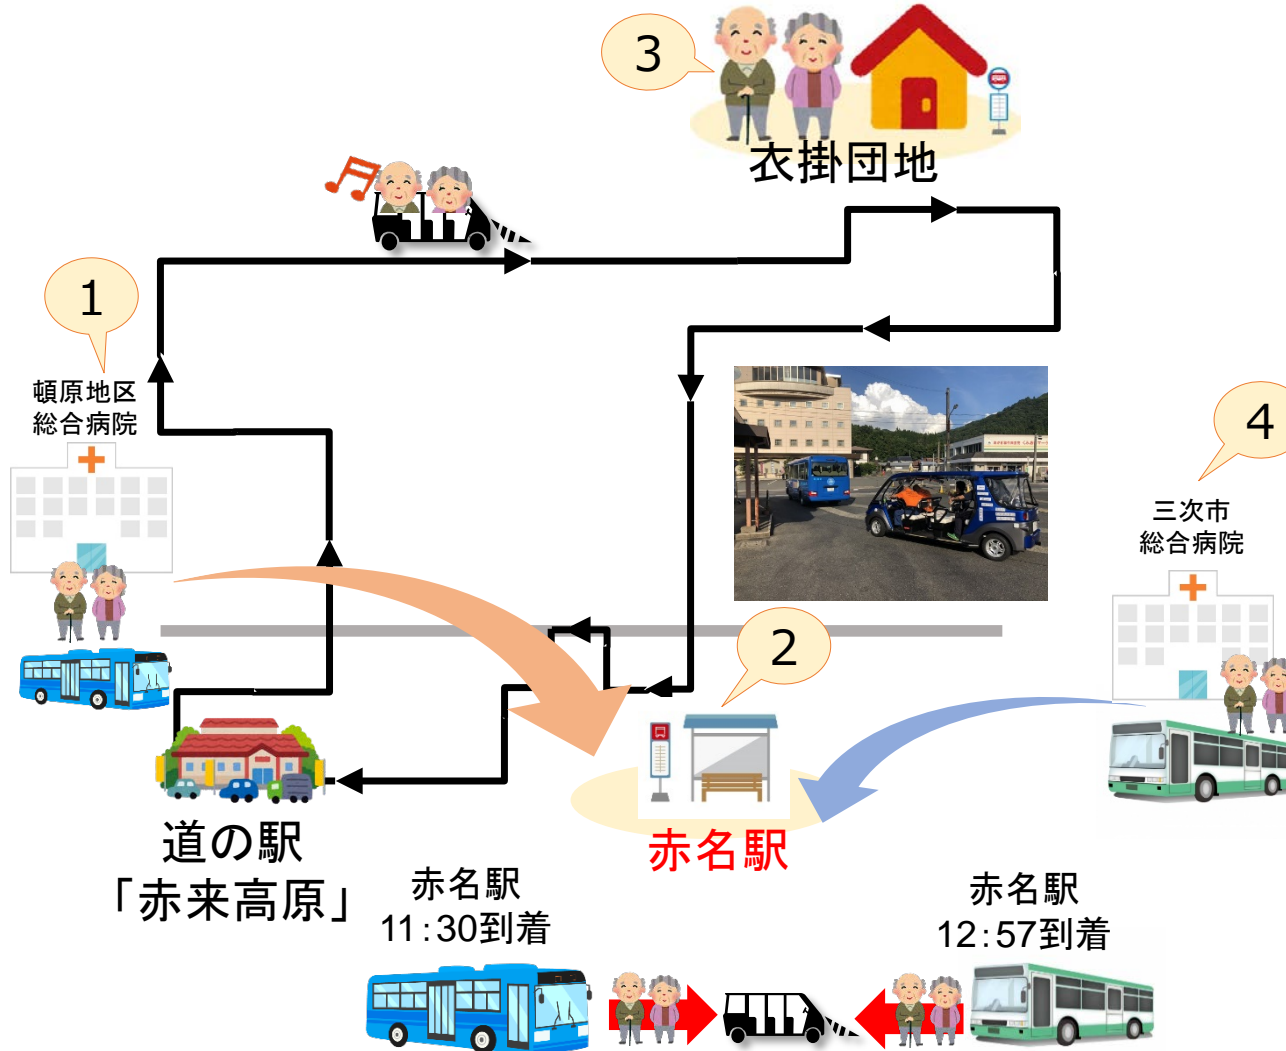 3
衣掛団地
1
頓原地区
総合病院
4
三次市
総合病院
2
赤名駅
道の駅
「赤来高原」
赤名駅
11:30到着
赤名駅
12:57到着